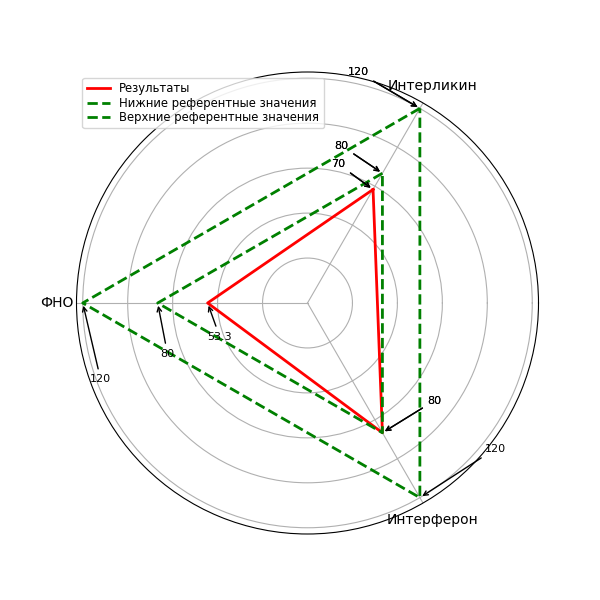 120
Интерликин
Результаты
Нижние референтные значения
Верхние референтные значения
80
70
ФНО
53.3
80
120
80
120
Интерферон